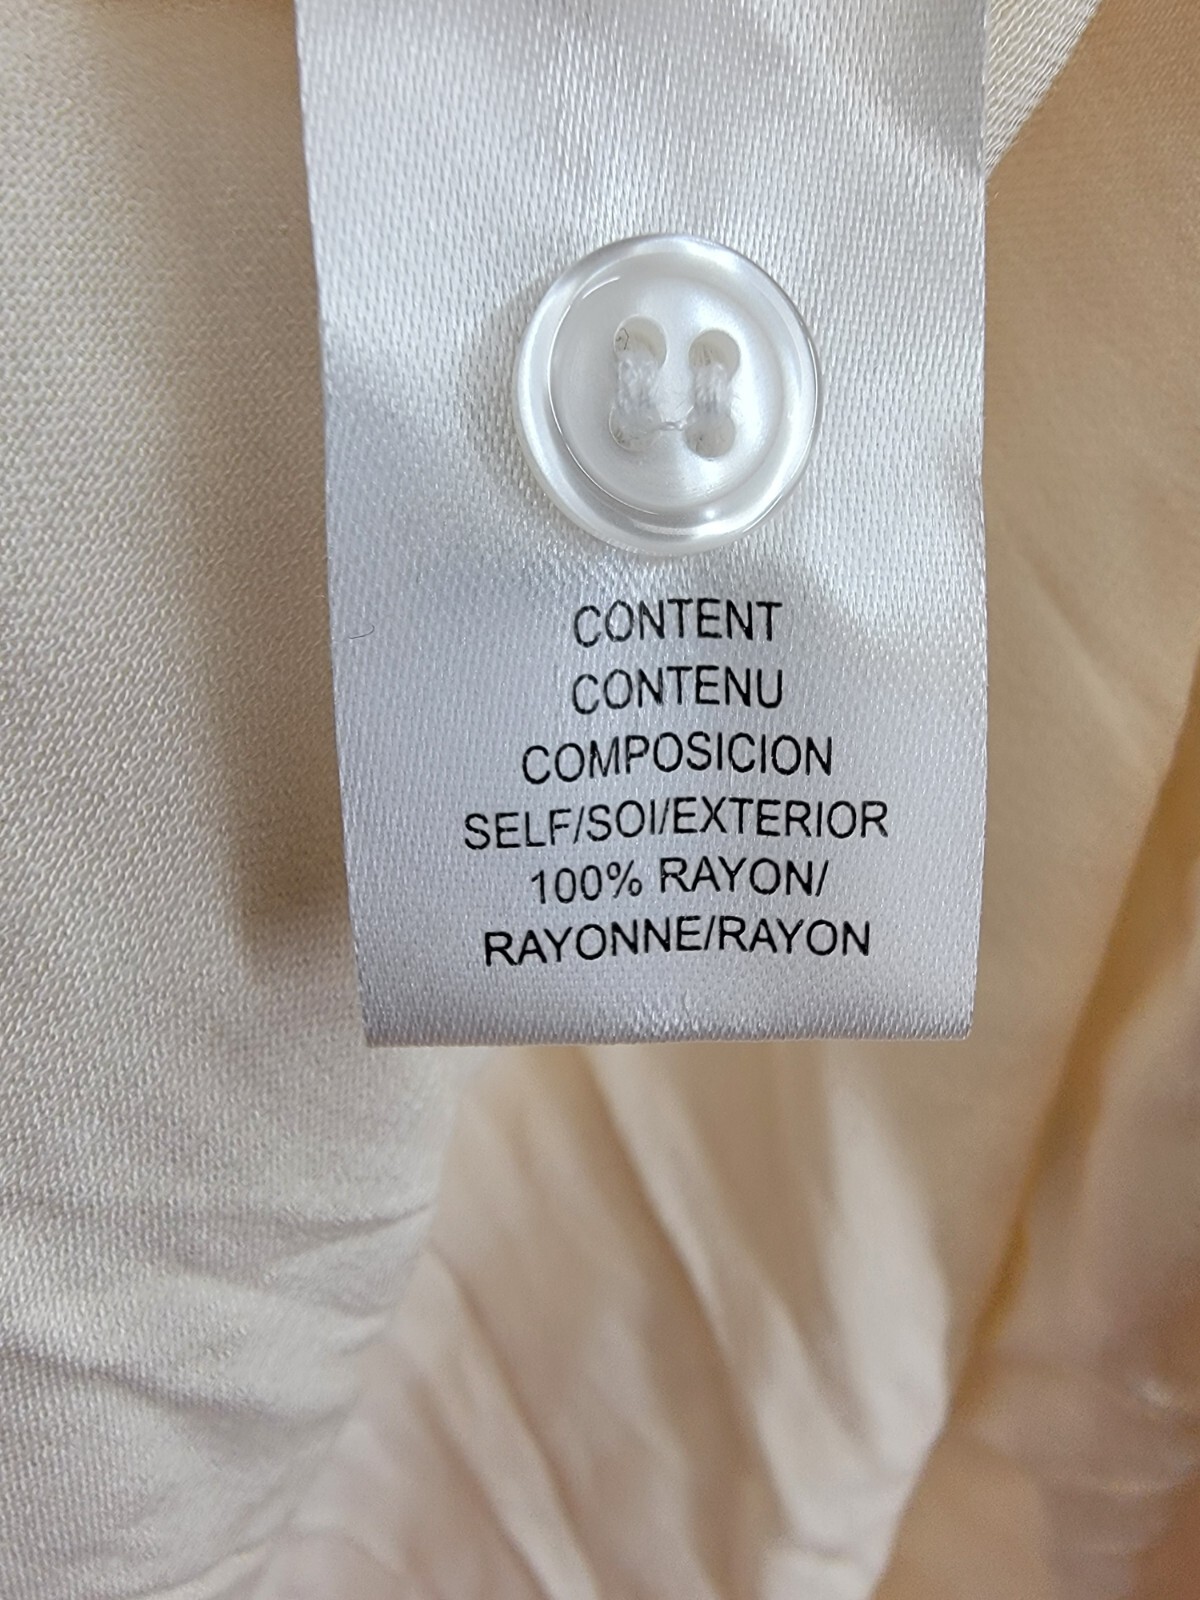 CONTENT
CONTENU
COMPOSICION
SELF/SOI/EXTERIOR
100% RAYON/
RAYONNE/RAYON